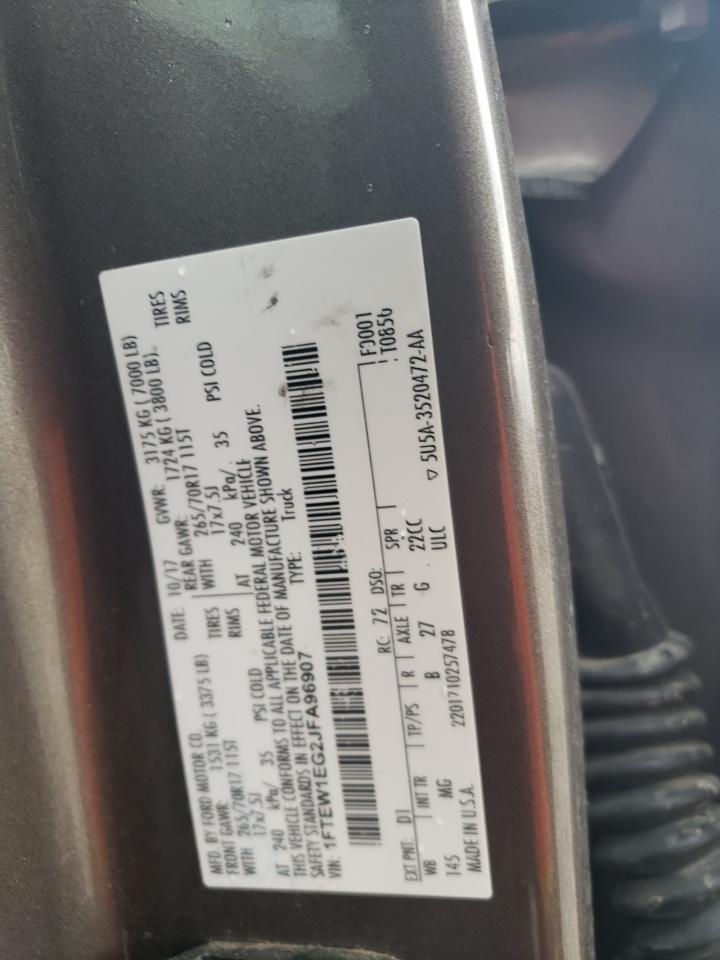 MFD. BY FORD MOTOR CO. DATE: 10/17 GVWR: 3175 KG ( 7000 LB)
FRONT GAWR: 1531 KG ( 3375 LB) REAR GAWR: 1724 KG ( 3800 LB)
WITH 265/70R17 115T TIRES WITH 265/70R17 115T TIRES
17x7.5J RIMS 17x7.5J RIMS
AT 240 kPa/ 35 PSI COLD AT 240 kPa/ 35 PSI COLD
THIS VEHICLE CONFORMS TO ALL APPLICABLE FEDERAL MOTOR VEHICLE
SAFETY STANDARDS IN EFFECT ON THE DATE OF MANUFACTURE SHOWN ABOVE.
VIN: 1FTEW1EG2JFA96907 TYPE: Truck
F0001
T0856
EXT PNT: D1 RC: 72 DSO:
WB INT TR TP/PS R AXLE TR SPR
145 MG B 27 G 22CC
MADE IN U.S.A. 2201710257478 ULC ▽ 5U5A-3520472-AA